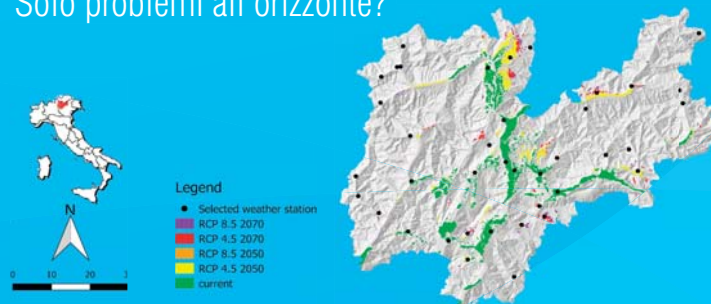 Solo problemi all'orizzonte?
N
0 10 20 3
Legend
Selected weather station
RCP 8.5 2070
RCP 4.5 2070
RCP 8.5 2050
RCP 4.5 2050
current